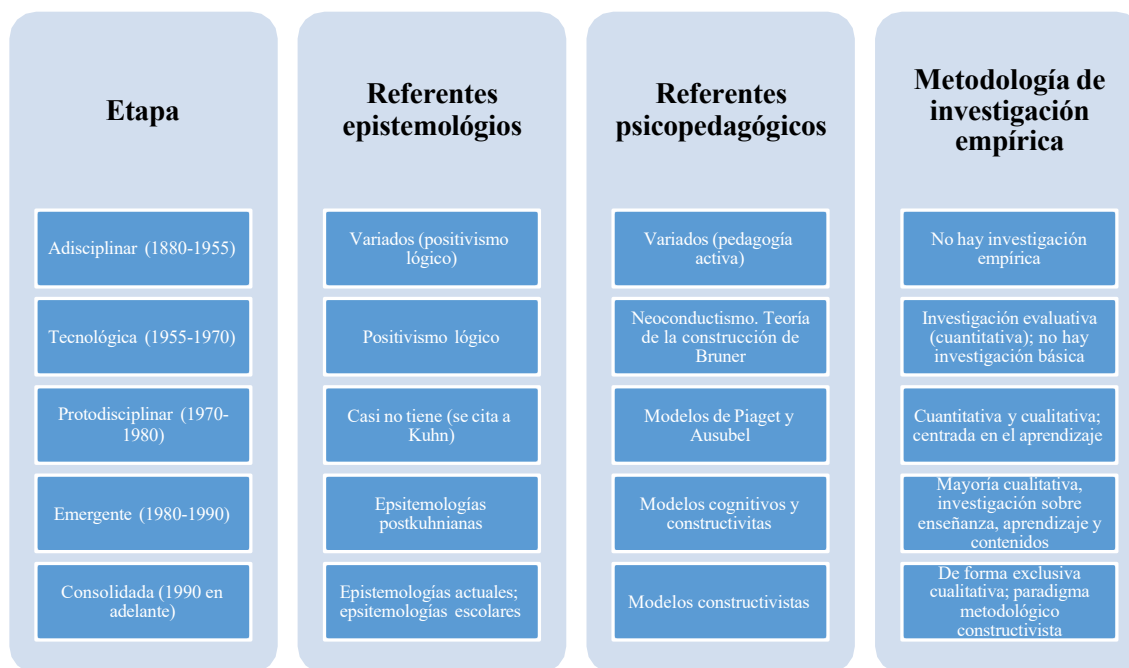 Etapa
Adisciplinar (1880-1955)
Tecnológica (1955-1970)
Protodisciplinar (1970-
1980)
Emergente (1980-1990)
Consolidada (1990 en
adelante)
Referentes
epistemológios
Variados (positivismo
lógico)
Positivismo lógico
Casi no tiene (se cita a
Kuhn)
Epsitemologías
postkuhnianas
Epistemologías actuales;
epsitemologías escolares
Referentes
psicopedagógicos
Variados (pedagogía
activa)
Neoconductismo. Teoría
de la construcción de
Bruner
Modelos de Piaget y
Ausubel
Modelos cognitivos y
constructivitas
Modelos constructivistas
Metodología de
investigación
empírica
No hay investigación
empírica
Investigación evaluativa
(cuantitativa); no hay
investigación básica
Cuantitativa y cualitativa;
centrada en el aprendizaje
Mayoría cualitativa,
investigación sobre
enseñanza, aprendizaje y
contenidos
De forma exclusiva
cualitativa; paradigma
metodológico
constructivista